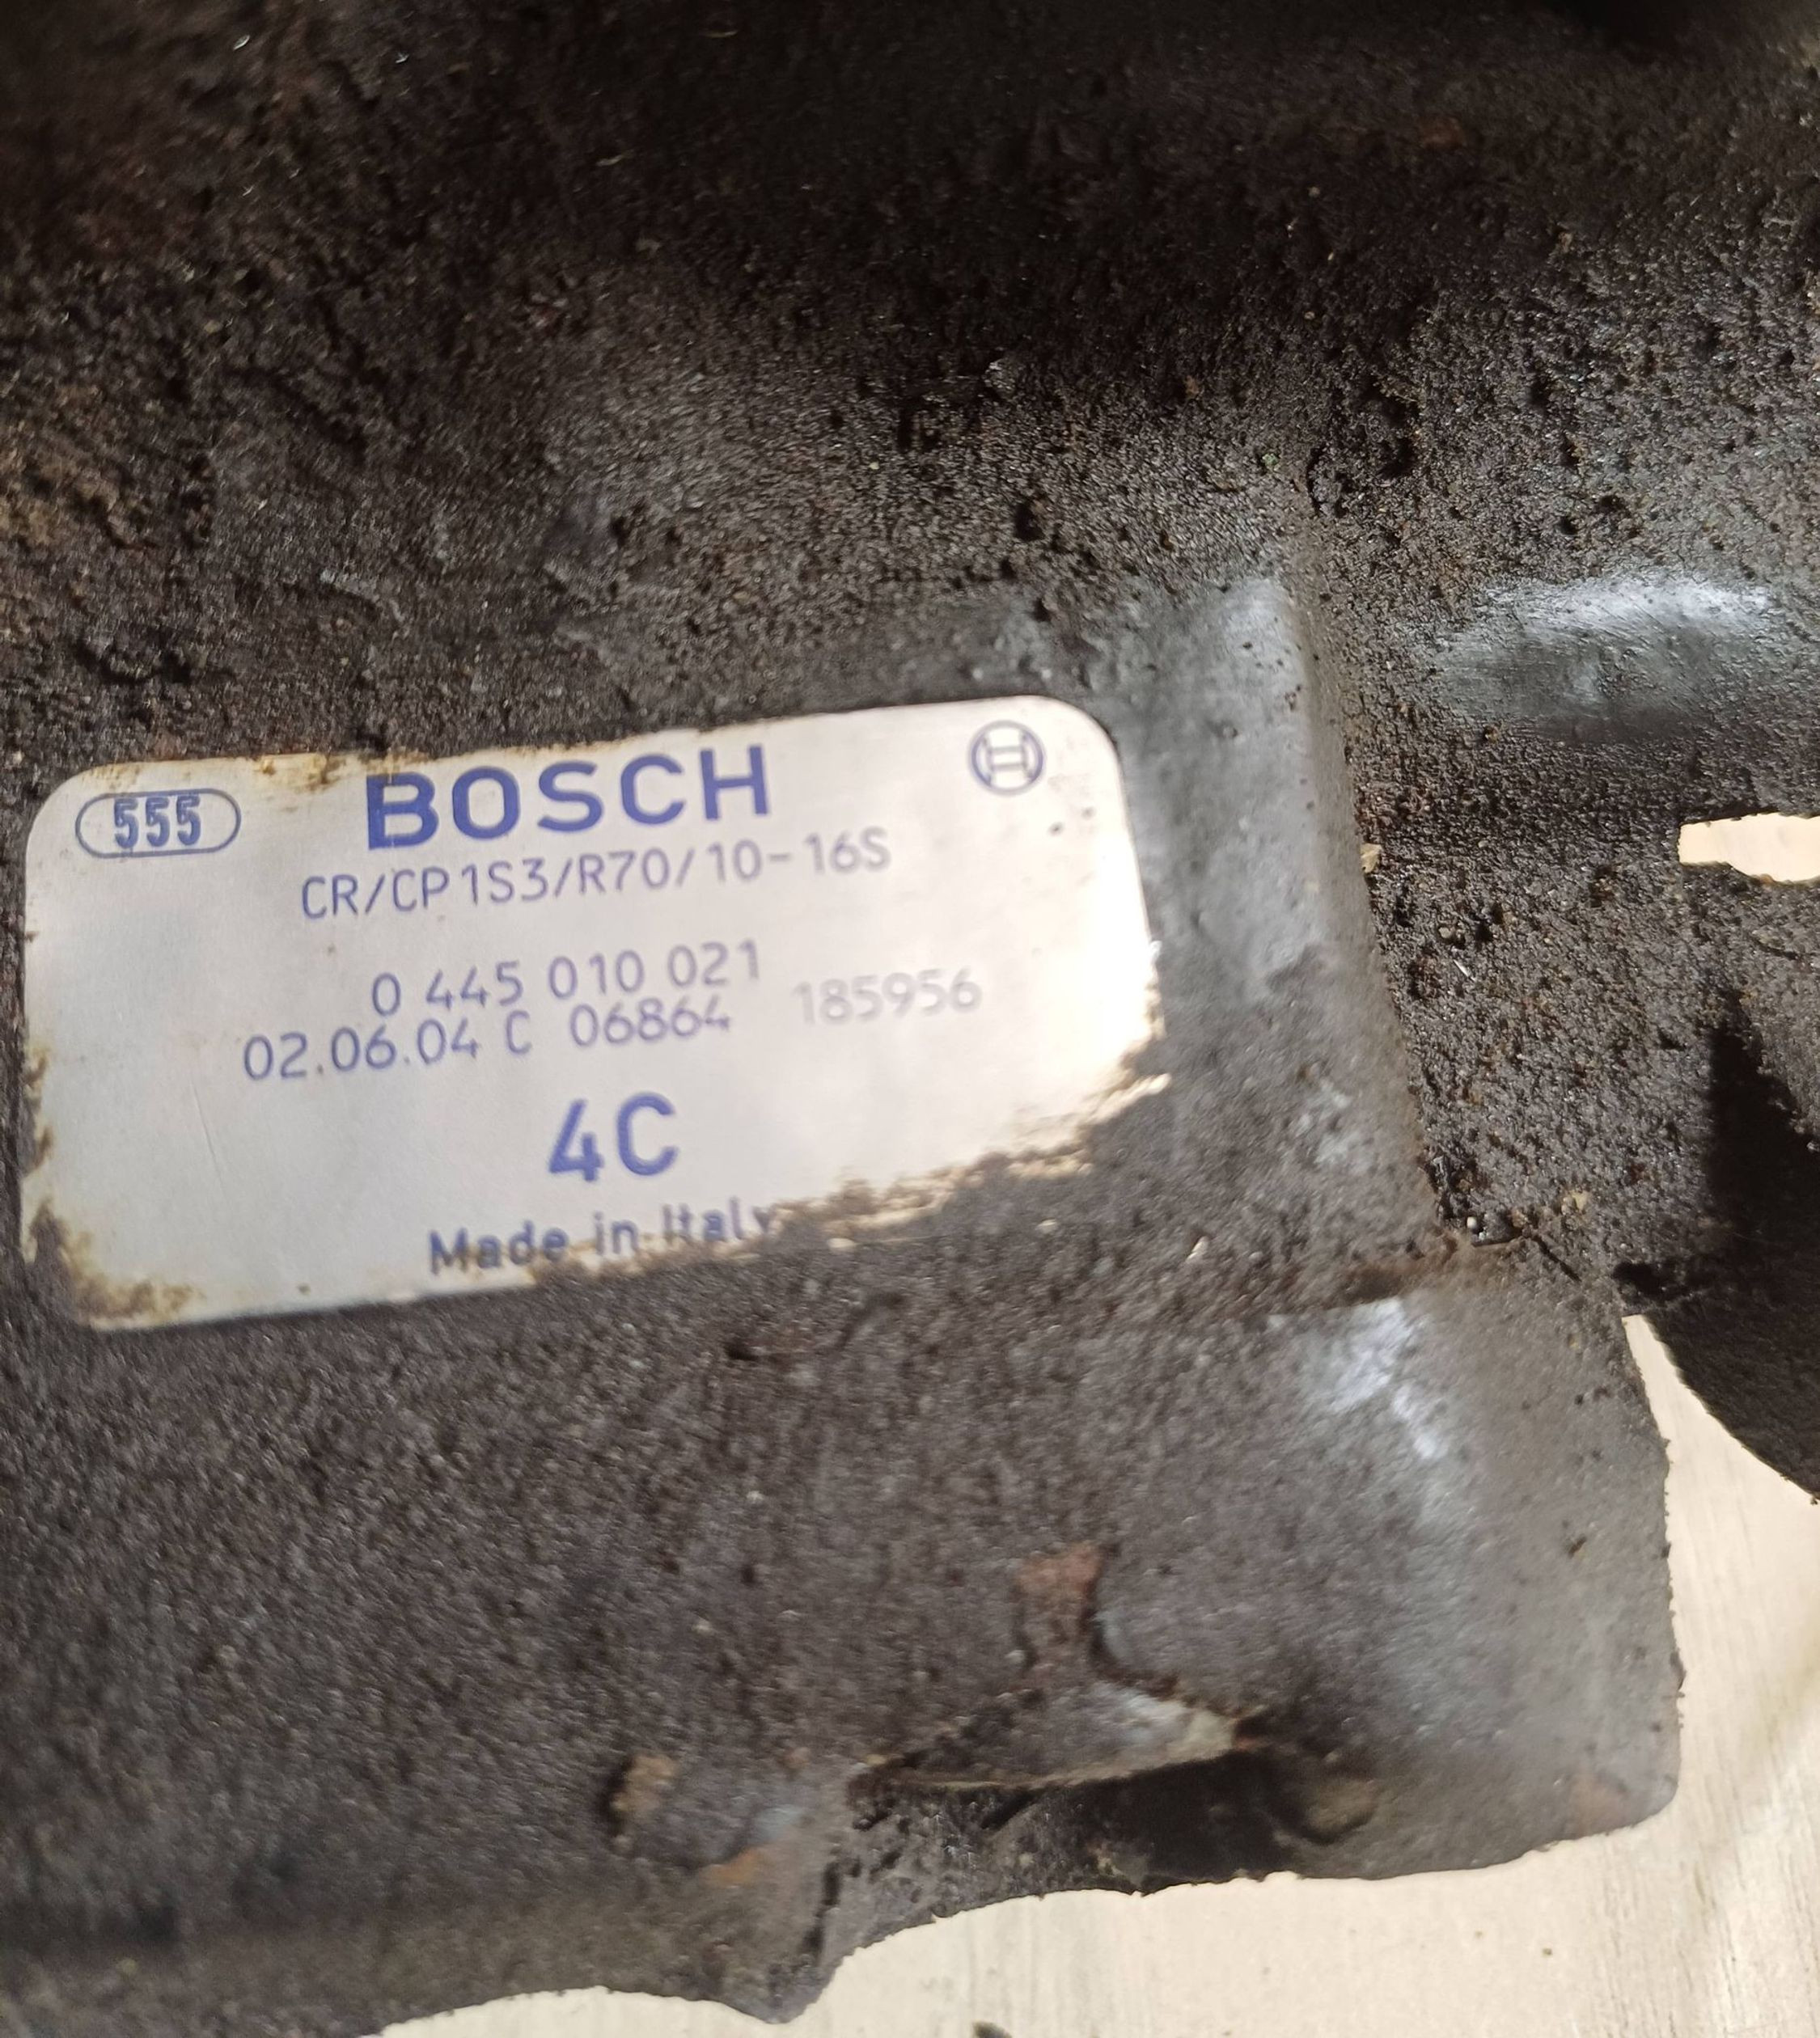 555 BOSCH
CR/CP1S3/R70/10-16S
0 445 010 021
02.06.04 C 06864 185956
4C
Made in Italy